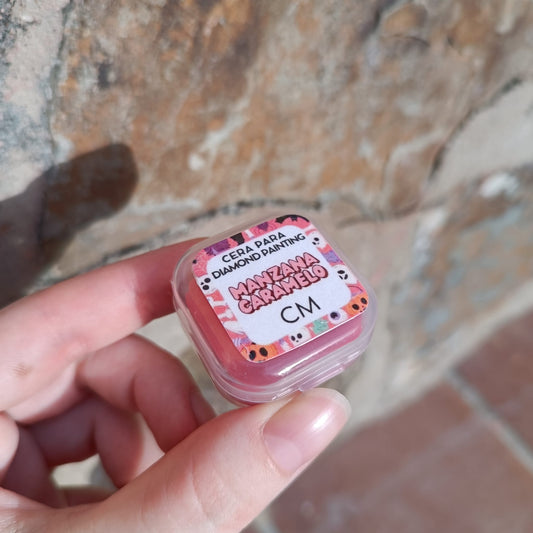 CERA PARA
DIAMOND PAINTING
MANZANA
CARAMELO
CM